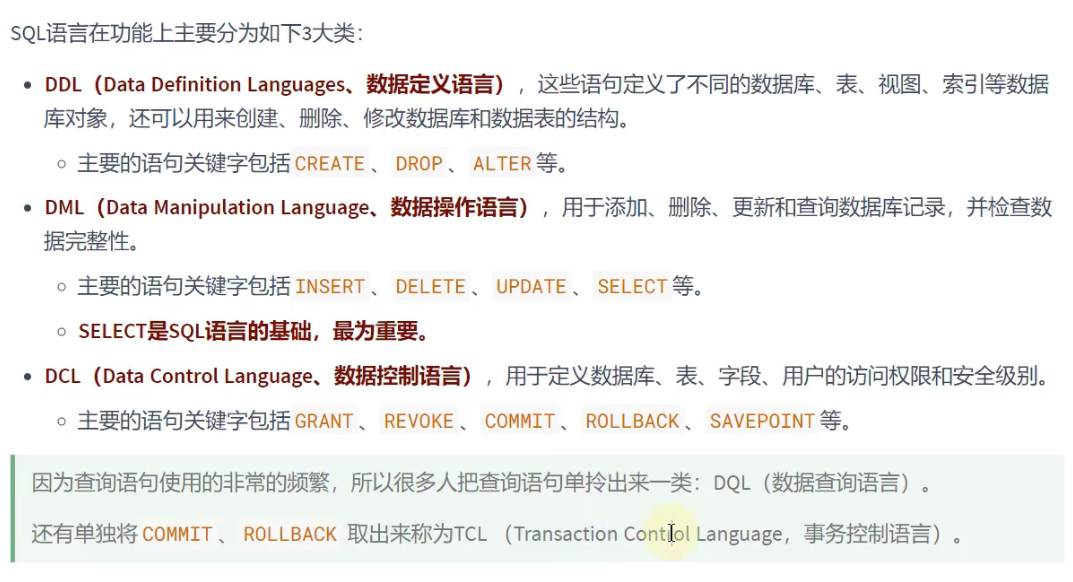 SQL语言在功能上主要分为如下3大类：
DDL（Data Definition Languages、数据定义语言），这些语句定义了不同的数据库、表、视图、索引等数据
库对象，还可以用来创建、删除、修改数据库和数据表的结构。
主要的语句关键字包括 CREATE 、 DROP 、 ALTER 等。
DML（Data Manipulation Language、数据操作语言），用于添加、删除、更新和查询数据库记录，并检查数
据完整性。
主要的语句关键字包括 INSERT 、 DELETE 、 UPDATE 、 SELECT 等。
SELECT是SQL语言的基础，最为重要。
DCL（Data Control Language、数据控制语言），用于定义数据库、表、字段、用户的访问权限和安全级别。
主要的语句关键字包括 GRANT 、 REVOKE 、 COMMIT 、 ROLLBACK 、 SAVEPOINT 等。
因为查询语句使用的非常的频繁，所以很多人把查询语句单拎出来一类：DQL（数据查询语言）。
还有单独将 COMMIT 、 ROLLBACK 取出来称为TCL （Transaction Control Language，事务控制语言）。